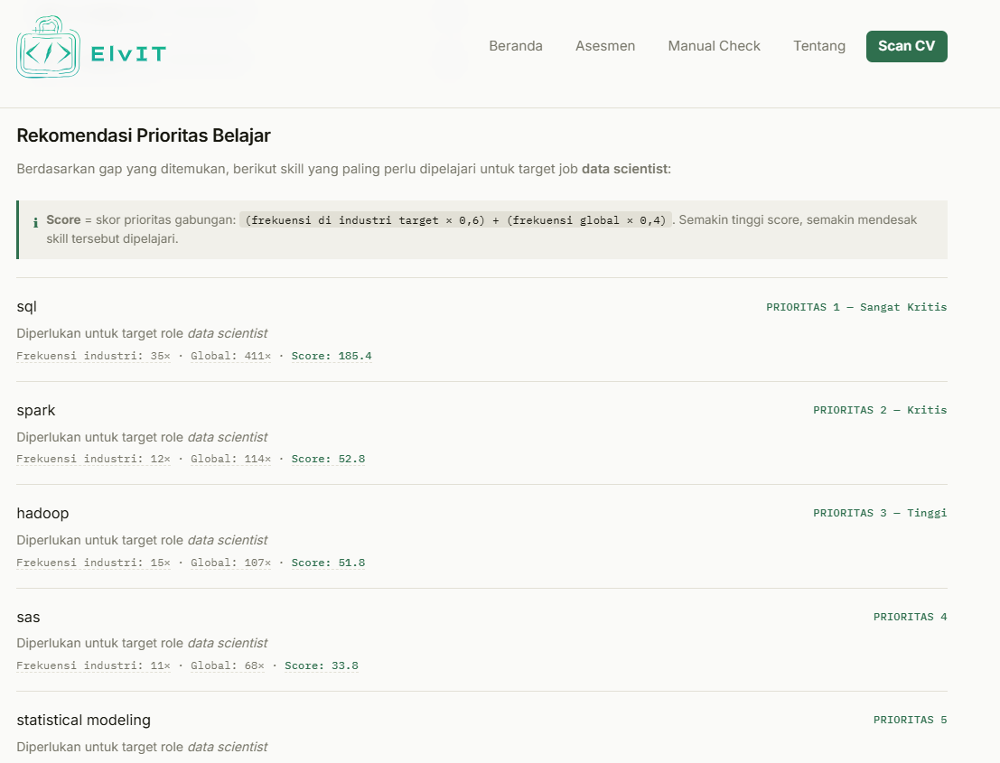 ElvIT
Beranda Asesmen Manual Check Tentang Scan CV
Rekomendasi Prioritas Belajar
Berdasarkan gap yang ditemukan, berikut skill yang paling perlu dipelajari untuk target job data scientist:
i Score = skor prioritas gabungan: (frekuensi di industri target × 0,6) + (frekuensi global × 0,4). Semakin tinggi score, semakin mendesak
skill tersebut dipelajari.
sql PRIORITAS 1 — Sangat Kritis
Diperlukan untuk target role data scientist
Frekuensi industri: 35× · Global: 411× · Score: 185.4
spark PRIORITAS 2 — Kritis
Diperlukan untuk target role data scientist
Frekuensi industri: 12× · Global: 114× · Score: 52.8
hadoop PRIORITAS 3 — Tinggi
Diperlukan untuk target role data scientist
Frekuensi industri: 15× · Global: 107× · Score: 51.8
sas PRIORITAS 4
Diperlukan untuk target role data scientist
Frekuensi industri: 11× · Global: 68× · Score: 33.8
statistical modeling PRIORITAS 5
Diperlukan untuk target role data scientist